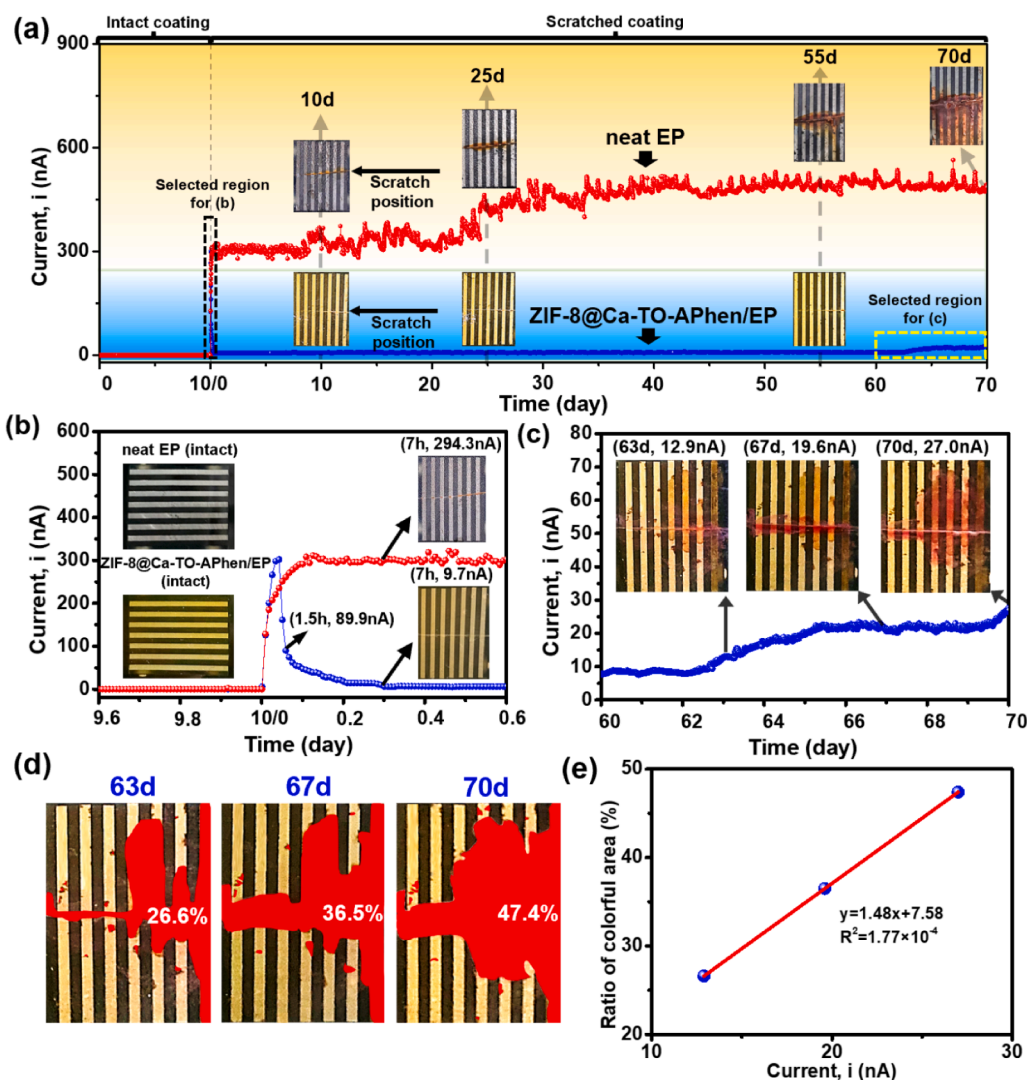 (a)
Intact coating
Scratched coating
900
600
300
0
Current, i (nA)
Selected region
for (b)
10d
25d
55d
70d
Scratch
position
neat EP
Scratch
position
ZIF-8@Ca-TO-APhen/EP
Selected region
for (c)
0
10/0
10
20
30
40
50
60
70
Time (day)
(b)
600
500
400
300
200
100
0
Current, i (nA)
neat EP (intact)
ZIF-8@Ca-TO-APhen/EP
(intact)
(7h, 294.3nA)
(1.5h, 89.9nA)
(7h, 9.7nA)
9.6
9.8
10/0
0.2
0.4
0.6
Time (day)
(c)
80
70
60
50
40
30
20
10
0
Current, i (nA)
(63d, 12.9nA)
(67d, 19.6nA)
(70d, 27.0nA)
60
62
64
66
68
70
Time (day)
(d)
63d
67d
70d
26.6%
36.5%
47.4%
(e)
50
40
30
20
Ratio of colorful area (%)
y=1.48x+7.58
R²=1.77×10⁻⁴
10
20
30
Current, i (nA)